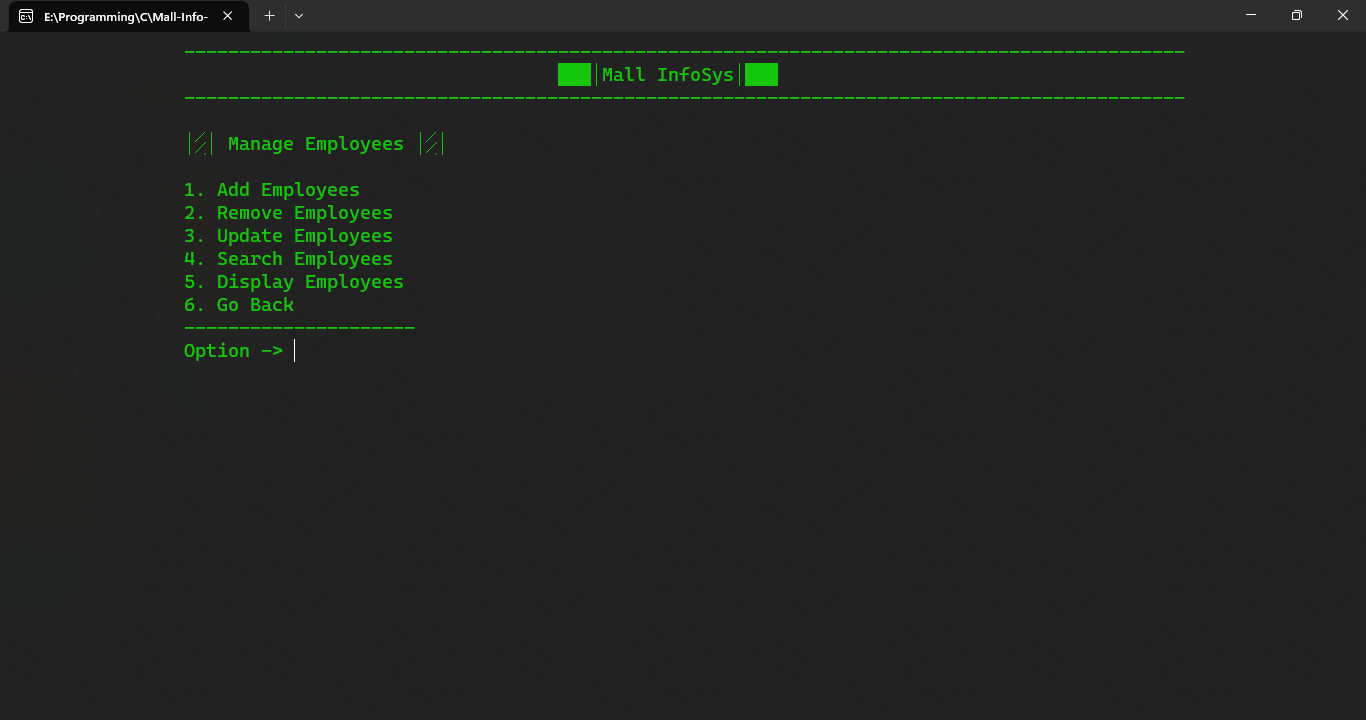 E:\Programming\C\Mall-Info-
Mall InfoSys
Manage Employees
1. Add Employees
2. Remove Employees
3. Update Employees
4. Search Employees
5. Display Employees
6. Go Back
---------------------
Option ->